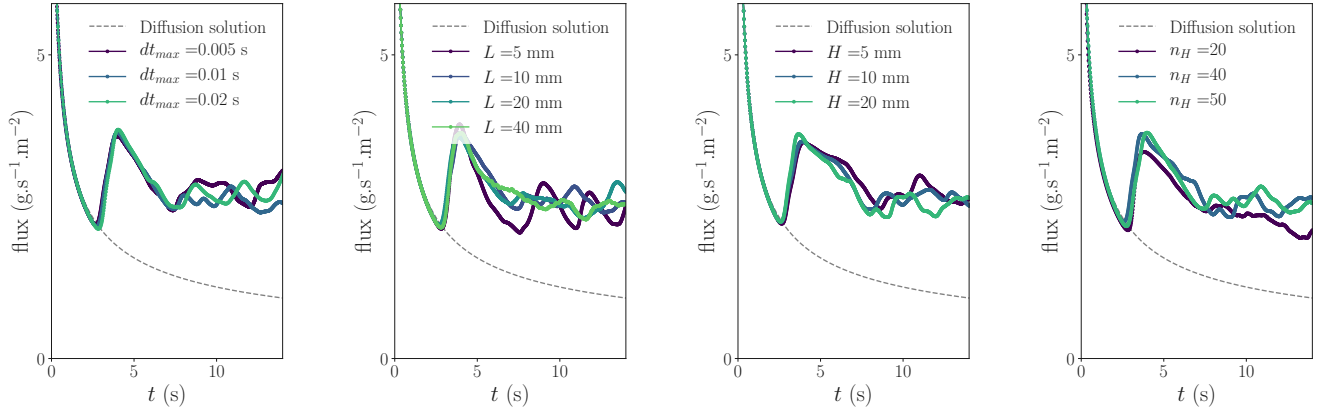 Diffusion solution
dt_max =0.005 s
dt_max =0.01 s
dt_max =0.02 s
flux (g.s⁻¹.m⁻²)
5
0
0 5 10
t (s)
Diffusion solution
L =5 mm
L =10 mm
L =20 mm
L =40 mm
flux (g.s⁻¹.m⁻²)
5
0
0 5 10
t (s)
Diffusion solution
H =5 mm
H =10 mm
H =20 mm
flux (g.s⁻¹.m⁻²)
5
0
0 5 10
t (s)
Diffusion solution
n_H =20
n_H =40
n_H =50
flux (g.s⁻¹.m⁻²)
5
0
0 5 10
t (s)